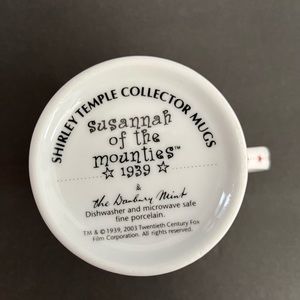 SHIRLEY TEMPLE COLLECTOR MUGS
susannah
of the
mounties™
☆ 1939 ☆
&
the Danbury Mint
Dishwasher and microwave safe
fine porcelain.
TM & © 1939, 2003 Twentieth Century Fox
Film Corporation. All rights reserved.